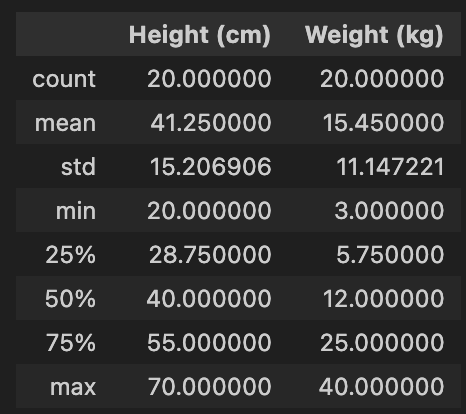 Height (cm) Weight (kg)
count 20.000000 20.000000
mean 41.250000 15.450000
std 15.206906 11.147221
min 20.000000 3.000000
25% 28.750000 5.750000
50% 40.000000 12.000000
75% 55.000000 25.000000
max 70.000000 40.000000